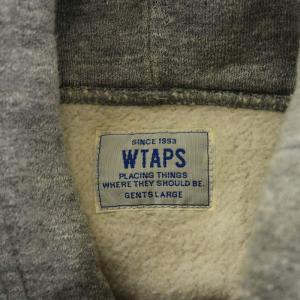 SINCE 1993
WTAPS
PLACING THINGS
WHERE THEY SHOULD BE.
GENTS LARGE